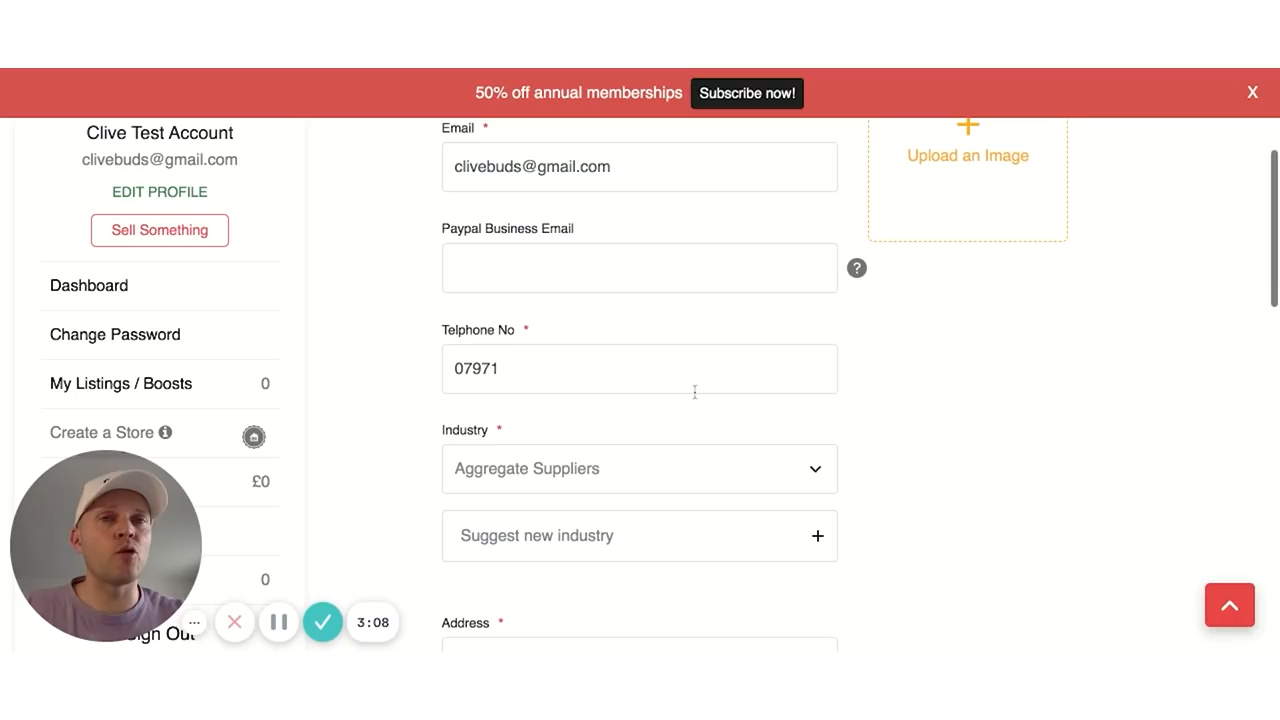 50% off annual memberships Subscribe now! X
Clive Test Account
clivebuds@gmail.com
EDIT PROFILE
Sell Something
Dashboard
Change Password
My Listings / Boosts 0
Create a Store
£0
0
Sign Out
Email *
clivebuds@gmail.com
Upload an Image
Paypal Business Email
?
Telphone No *
07971
Industry *
Aggregate Suppliers
Suggest new industry +
Address *
3:08